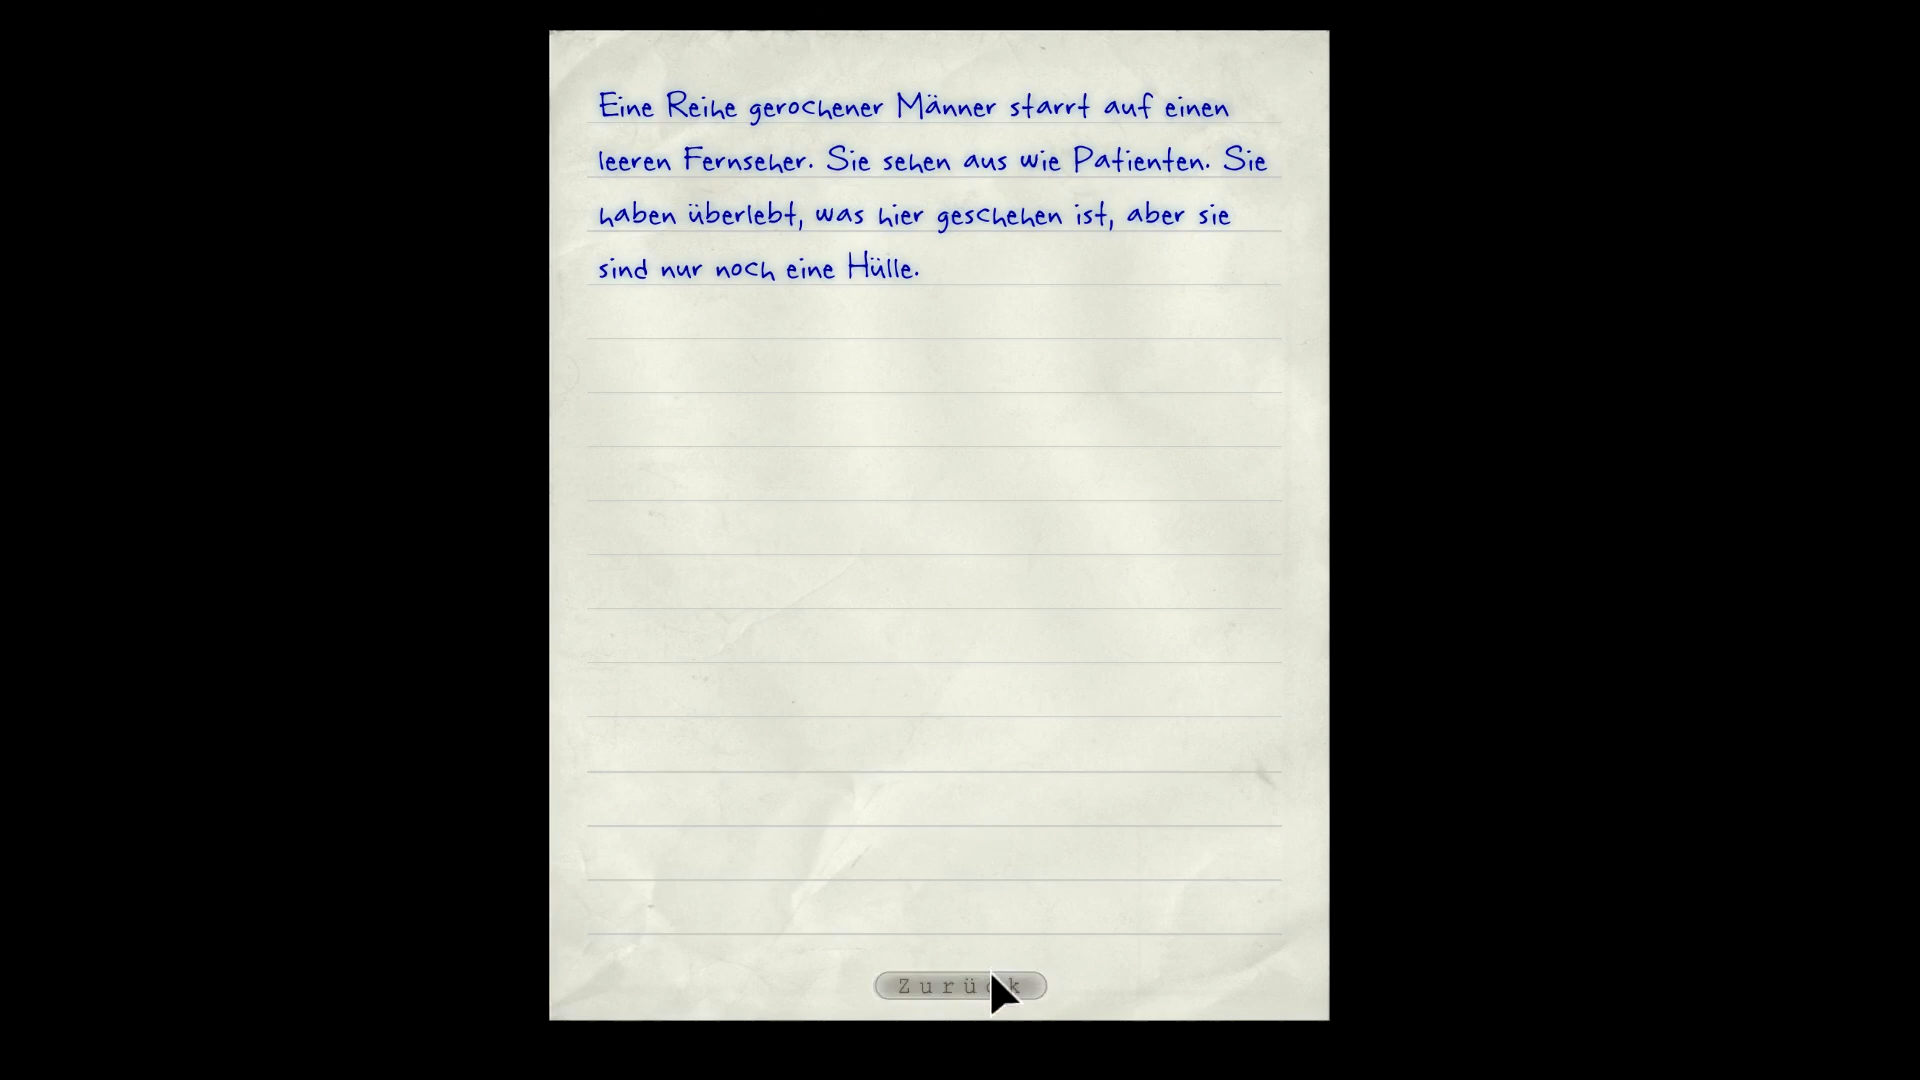 Eine Reihe gerochener Männer starrt auf einen
leeren Fernseher. Sie sehen aus wie Patienten. Sie
haben überlebt, was hier geschehen ist, aber sie
sind nur noch eine Hülle.
Zurück